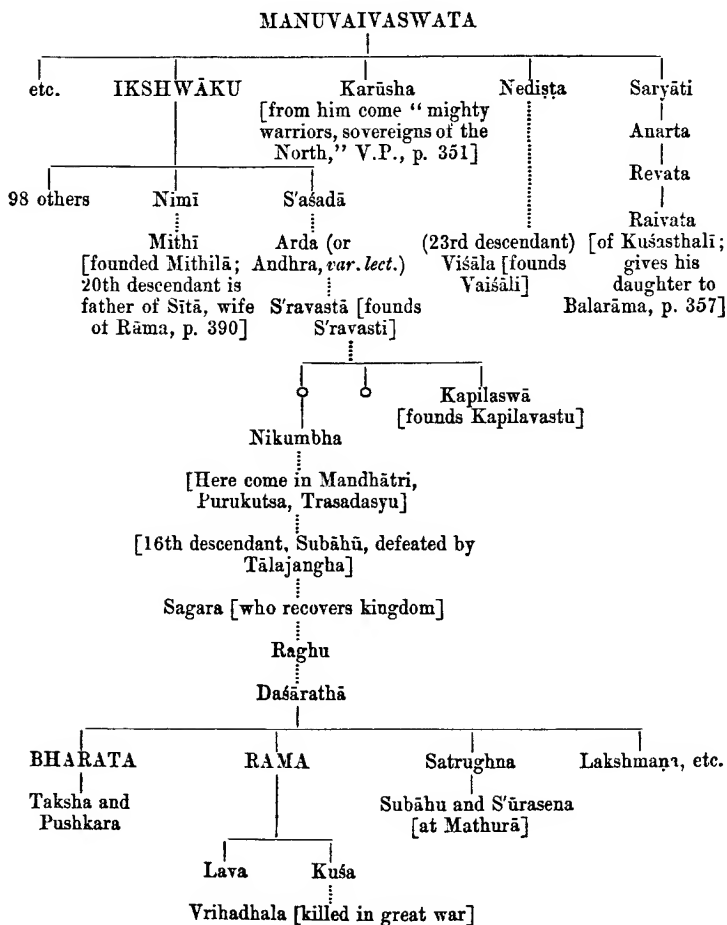 MANUVAIVASWATA
etc. IKSHWĀKU Karūsha Nediṣṭa Saryāti
[from him come "mighty
warriors, sovereigns of the
North," V.P., p. 351]
Anarta
Revata
98 others Nimī S'aśadā
Raivata
Mithī
[founded Mithilā;
20th descendant is
father of Sītā, wife
of Rāma, p. 390]
Arda (or
Andhra, var. lect.)
S'ravastā [founds
S'ravasti]
(23rd descendant)
Viśāla [founds
Vaiśāli]
[of Kuśasthalī;
gives his
daughter to
Balarāma, p. 357]
Kapilaswā
[founds Kapilavastu]
Nikumbha
[Here come in Mandhātri,
Purukutsa, Trasadasyu]
[16th descendant, Subāhū, defeated by
Tālajangha]
Sagara [who recovers kingdom]
Raghu
Daśārathā
BHARATA RAMA Satrughna Lakshmaṇa, etc.
Taksha and
Pushkara
Subāhu and S'ūrasena
[at Mathurā]
Lava Kuśa
Vrihadhala [killed in great war]